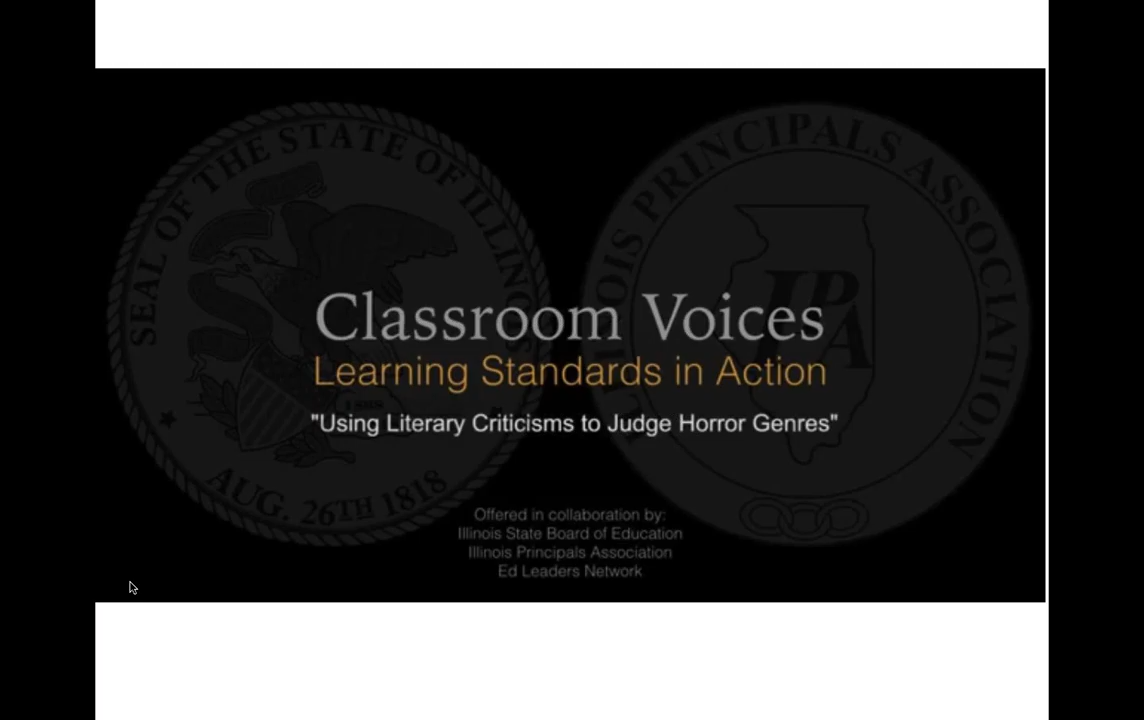 SEAL OF THE STATE OF ILLINOIS
AUG. 26TH 1818
ILLINOIS PRINCIPALS ASSOCIATION
IPA
Classroom Voices
Learning Standards in Action
"Using Literary Criticisms to Judge Horror Genres"
Offered in collaboration by:
Illinois State Board of Education
Illinois Principals Association
Ed Leaders Network